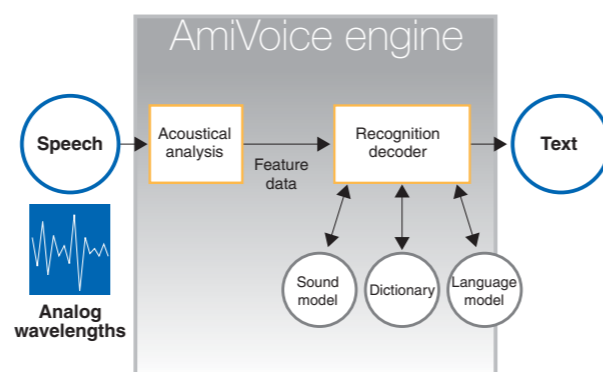 AmiVoice engine
Speech
Acoustical
analysis
Feature
data
Recognition
decoder
Text
Analog
wavelengths
Sound
model
Dictionary
Language
model